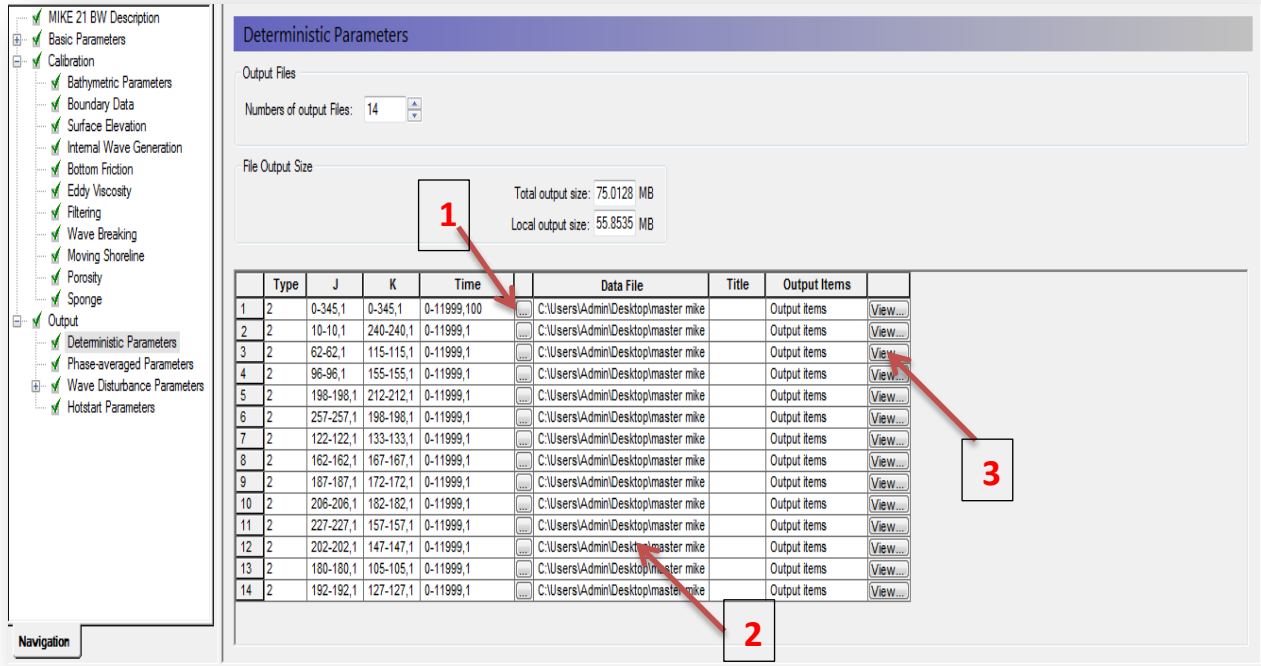 MIKE 21 BW Description
Basic Parameters
Calibration
Bathymetric Parameters
Boundary Data
Surface Elevation
Internal Wave Generation
Bottom Friction
Eddy Viscosity
Filtering
Wave Breaking
Moving Shoreline
Porosity
Sponge
Output
Deterministic Parameters
Phase-averaged Parameters
Wave Disturbance Parameters
Hotstart Parameters
Navigation
Deterministic Parameters
Output Files
Numbers of output Files: 14
File Output Size
Total output size: 75.0128 MB
Local output size: 55.8535 MB
1
Type J K Time Data File Title Output Items
1 2 0-345,1 0-345,1 0-11999,100 ... C:\Users\Admin\Desktop\master mike Output items View...
2 2 10-10,1 240-240,1 0-11999,1 ... C:\Users\Admin\Desktop\master mike Output items View...
3 2 62-62,1 115-115,1 0-11999,1 ... C:\Users\Admin\Desktop\master mike Output items View...
4 2 96-96,1 155-155,1 0-11999,1 ... C:\Users\Admin\Desktop\master mike Output items View...
5 2 198-198,1 212-212,1 0-11999,1 ... C:\Users\Admin\Desktop\master mike Output items View...
6 2 257-257,1 198-198,1 0-11999,1 ... C:\Users\Admin\Desktop\master mike Output items View...
7 2 122-122,1 133-133,1 0-11999,1 ... C:\Users\Admin\Desktop\master mike Output items View...
8 2 162-162,1 167-167,1 0-11999,1 ... C:\Users\Admin\Desktop\master mike Output items View...
9 2 187-187,1 172-172,1 0-11999,1 ... C:\Users\Admin\Desktop\master mike Output items View...
10 2 206-206,1 182-182,1 0-11999,1 ... C:\Users\Admin\Desktop\master mike Output items View...
11 2 227-227,1 157-157,1 0-11999,1 ... C:\Users\Admin\Desktop\master mike Output items View...
12 2 202-202,1 147-147,1 0-11999,1 ... C:\Users\Admin\Desktop\master mike Output items View...
13 2 180-180,1 105-105,1 0-11999,1 ... C:\Users\Admin\Desktop\master mike Output items View...
14 2 192-192,1 127-127,1 0-11999,1 ... C:\Users\Admin\Desktop\master mike Output items View...
3
2